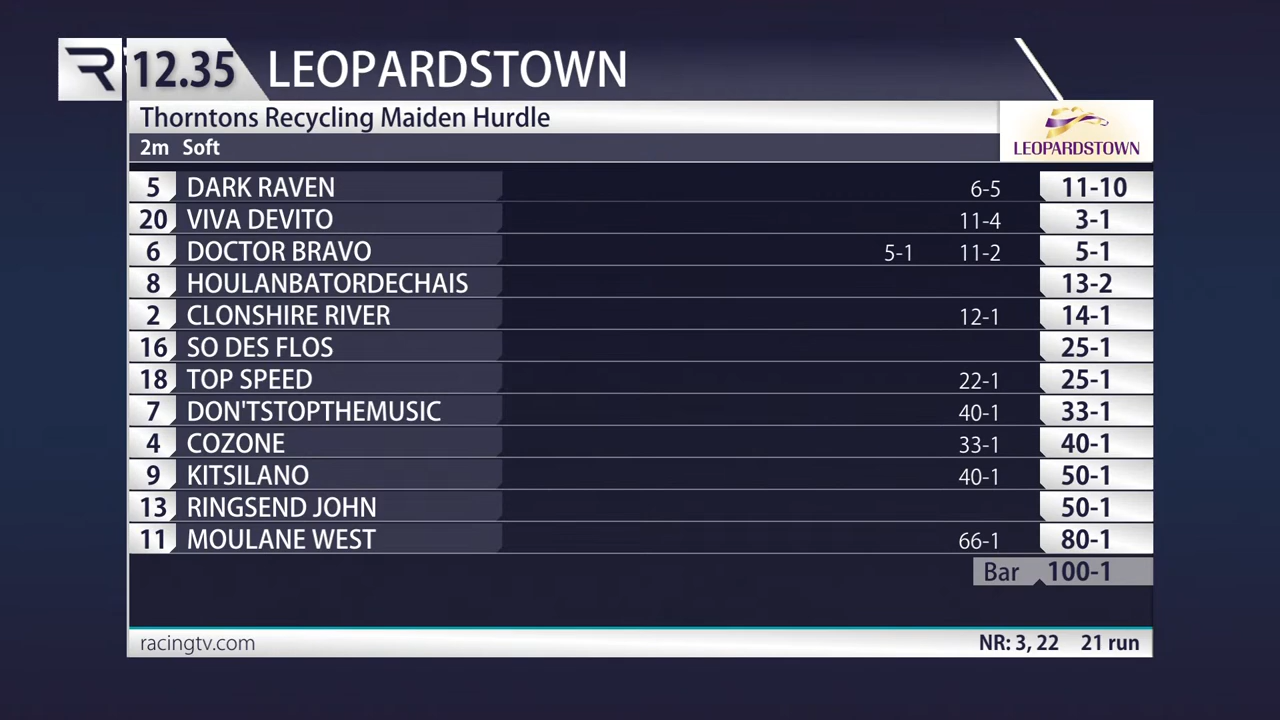 R 12.35 LEOPARDSTOWN
Thorntons Recycling Maiden Hurdle
2m Soft
LEOPARDSTOWN
5 DARK RAVEN 6-5 11-10
20 VIVA DEVITO 11-4 3-1
6 DOCTOR BRAVO 5-1 11-2 5-1
8 HOULANBATORDECHAIS 13-2
2 CLONSHIRE RIVER 12-1 14-1
16 SO DES FLOS 25-1
18 TOP SPEED 22-1 25-1
7 DON'TSTOPTHEMUSIC 40-1 33-1
4 COZONE 33-1 40-1
9 KITSILANO 40-1 50-1
13 RINGSEND JOHN 50-1
11 MOULANE WEST 66-1 80-1
Bar 100-1
racingtv.com NR: 3, 22 21 run